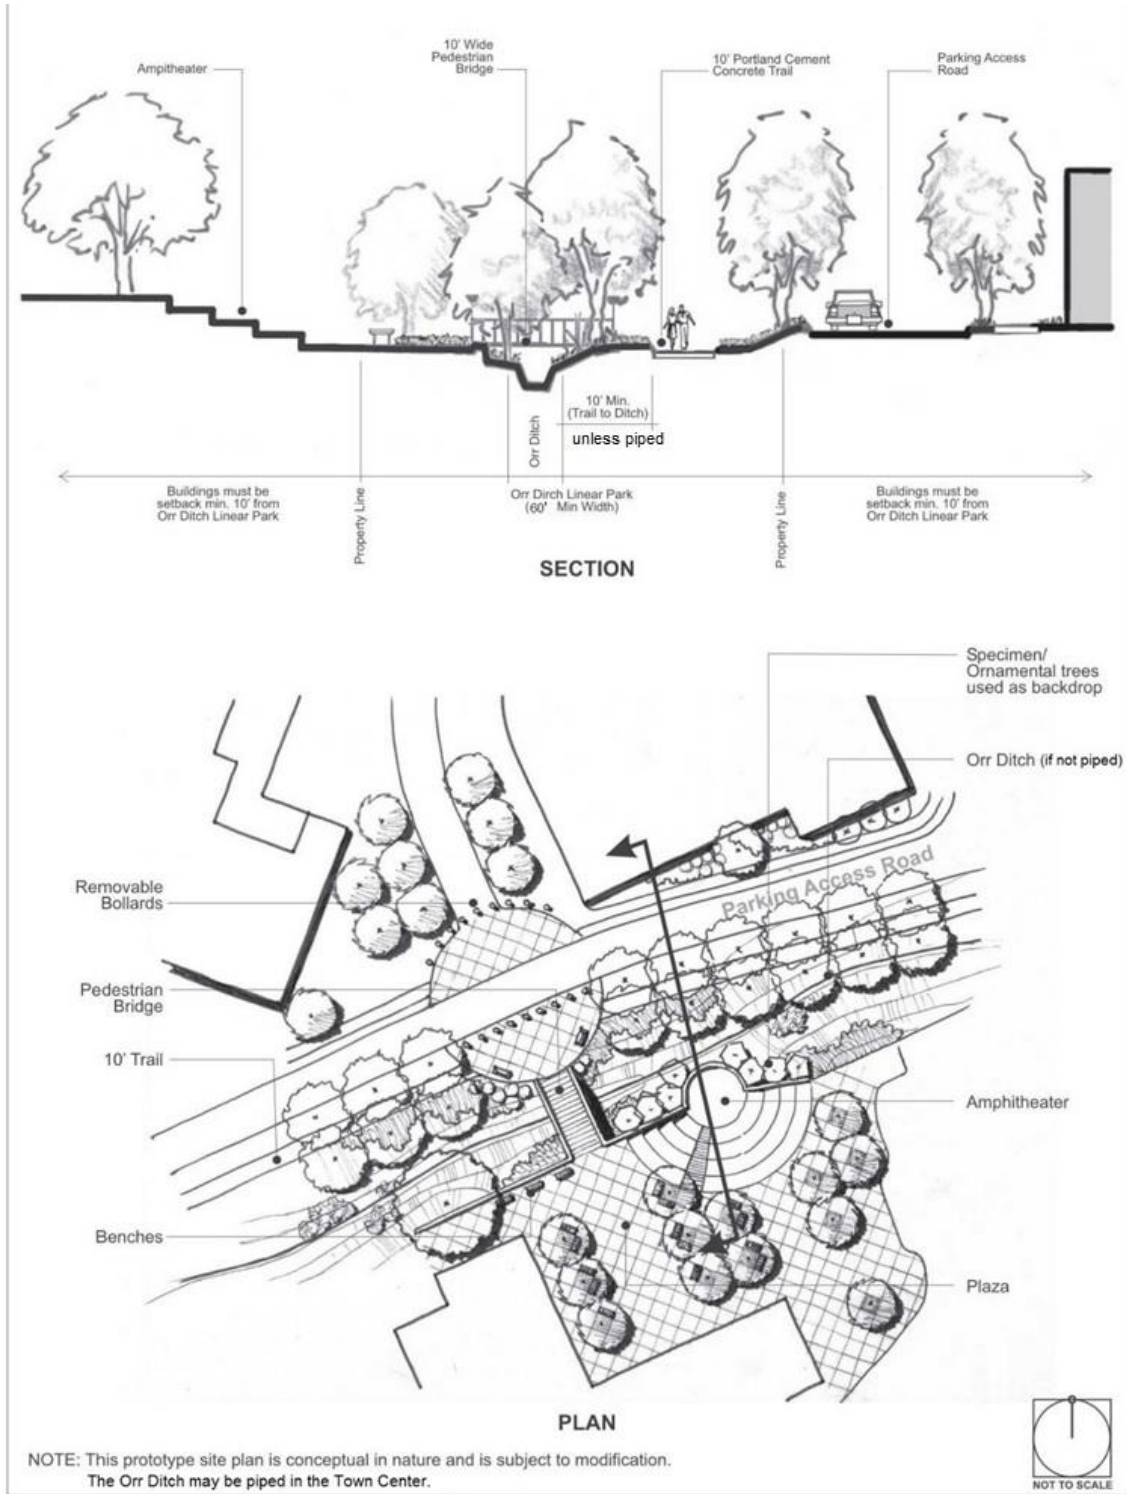 10' Wide
Pedestrian
Bridge
Ampitheater
10' Portland Cement
Concrete Trail
Parking Access
Road
10' Min.
(Trail to Ditch)
unless piped
Orr Ditch
Buildings must be
setback min. 10' from
Orr Ditch Linear Park
Property Line
Orr Dirch Linear Park
(60' Min Width)
Property Line
Buildings must be
setback min. 10' from
Orr Ditch Linear Park
SECTION
Specimen/
Ornamental trees
used as backdrop
Orr Ditch (if not piped)
Parking Access Road
Removable
Bollards
Pedestrian
Bridge
10' Trail
Amphitheater
Benches
Plaza
PLAN
NOTE: This prototype site plan is conceptual in nature and is subject to modification.
The Orr Ditch may be piped in the Town Center.
NOT TO SCALE